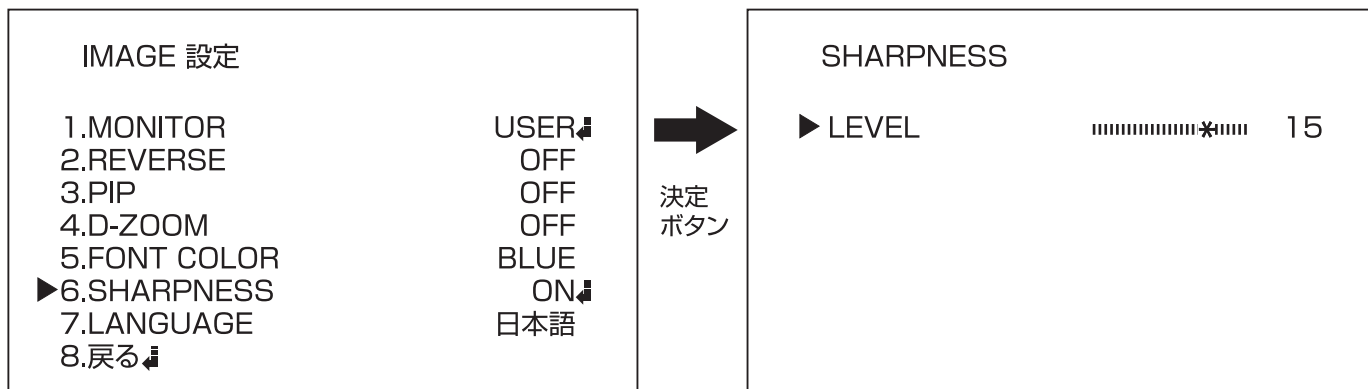 IMAGE 設定
1.MONITOR USER
2.REVERSE OFF
3.PIP OFF
4.D-ZOOM OFF
5.FONT COLOR BLUE
▶6.SHARPNESS ON
7.LANGUAGE 日本語
8.戻る
決定
ボタン
SHARPNESS
▶LEVEL 15